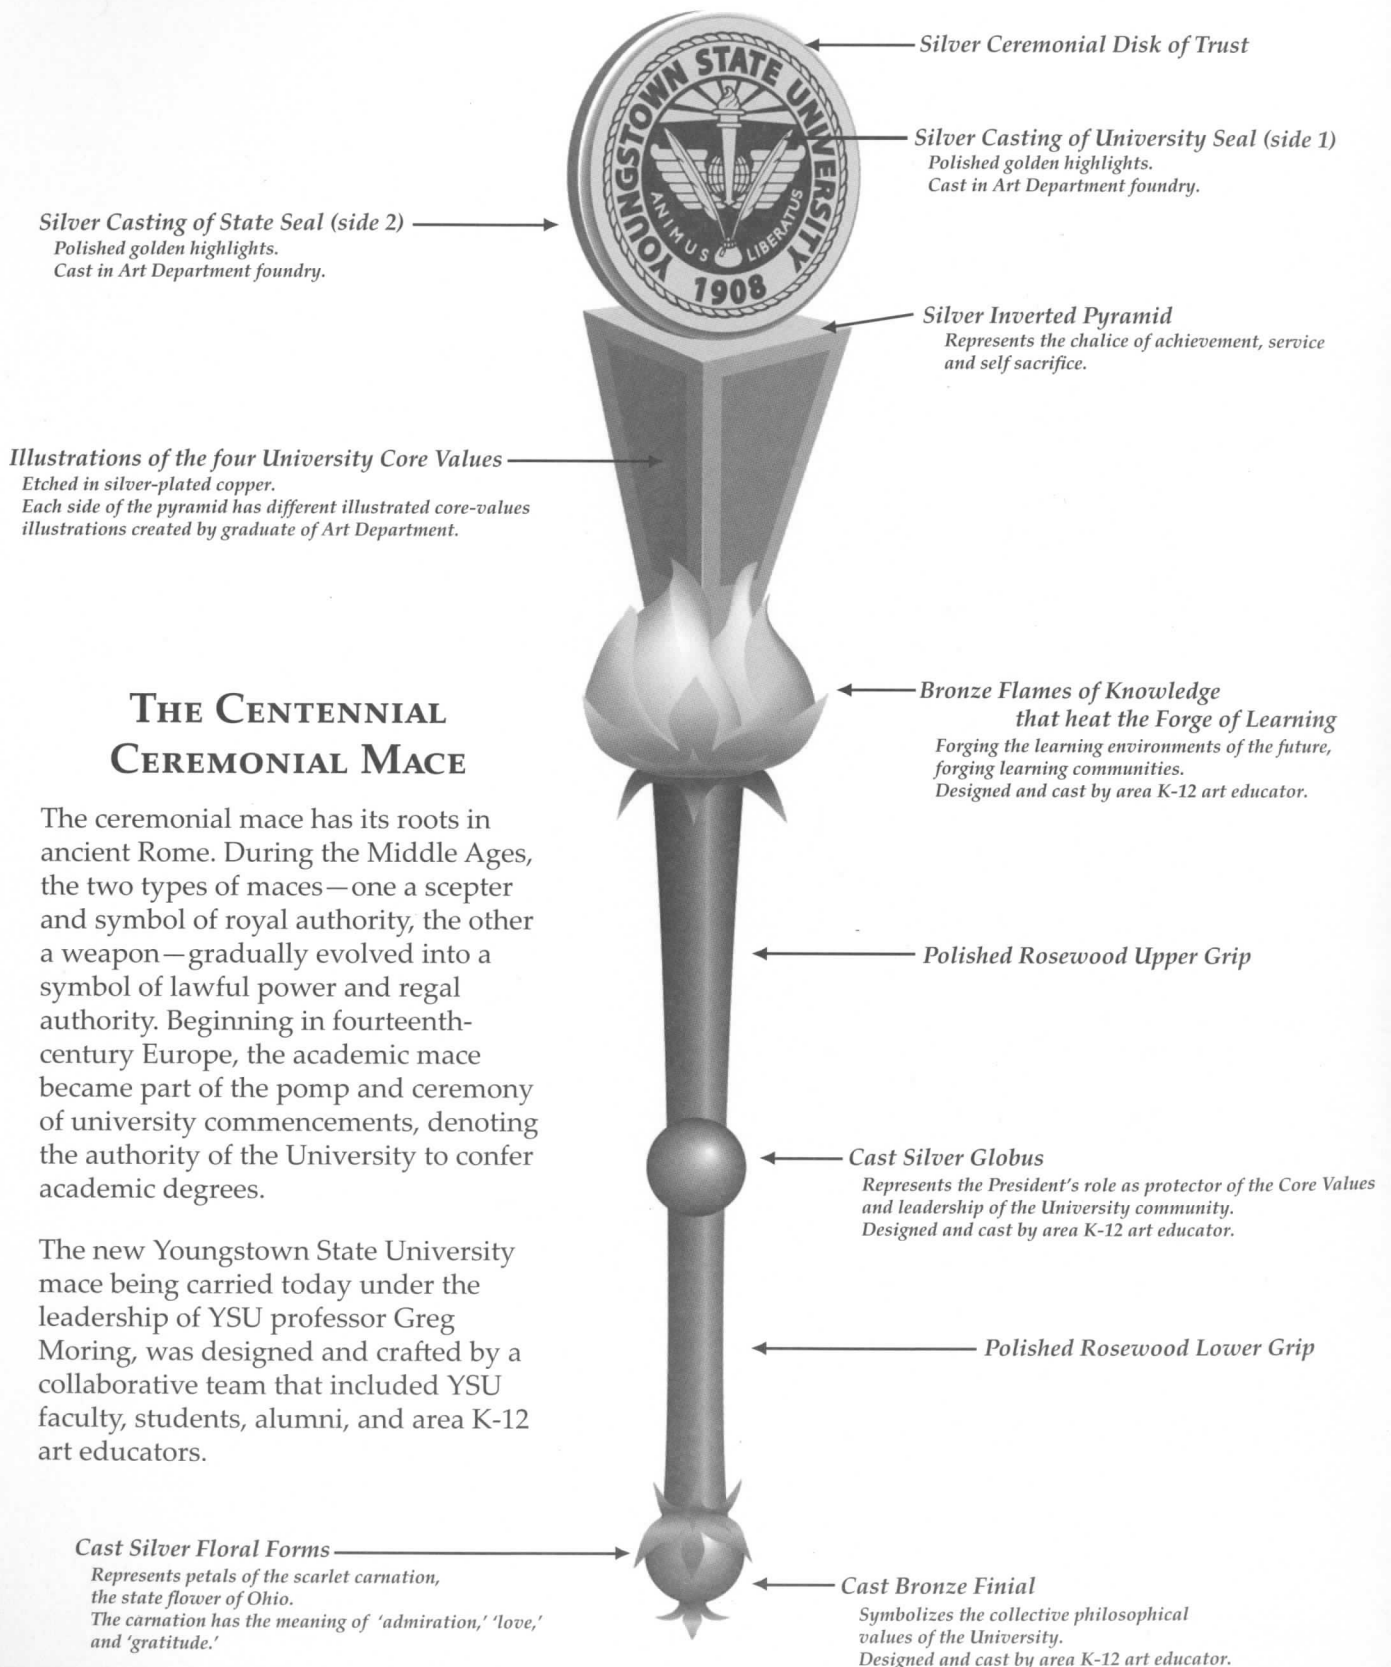 Silver Ceremonial Disk of Trust
YOUNGSTOWN STATE UNIVERSITY
ANIMUS LIBERATUS
1908
Silver Casting of University Seal (side 1)
Polished golden highlights.
Cast in Art Department foundry.
Silver Casting of State Seal (side 2)
Polished golden highlights.
Cast in Art Department foundry.
Silver Inverted Pyramid
Represents the chalice of achievement, service
and self sacrifice.
Illustrations of the four University Core Values
Etched in silver-plated copper.
Each side of the pyramid has different illustrated core-values
illustrations created by graduate of Art Department.
Bronze Flames of Knowledge
that heat the Forge of Learning
Forging the learning environments of the future,
forging learning communities.
Designed and cast by area K-12 art educator.
THE CENTENNIAL
CEREMONIAL MACE
The ceremonial mace has its roots in
ancient Rome. During the Middle Ages,
the two types of maces—one a scepter
and symbol of royal authority, the other
a weapon—gradually evolved into a
symbol of lawful power and regal
authority. Beginning in fourteenth-
century Europe, the academic mace
became part of the pomp and ceremony
of university commencements, denoting
the authority of the University to confer
academic degrees.
The new Youngstown State University
mace being carried today under the
leadership of YSU professor Greg
Moring, was designed and crafted by a
collaborative team that included YSU
faculty, students, alumni, and area K-12
art educators.
Polished Rosewood Upper Grip
Cast Silver Globus
Represents the President's role as protector of the Core Values
and leadership of the University community.
Designed and cast by area K-12 art educator.
Polished Rosewood Lower Grip
Cast Silver Floral Forms
Represents petals of the scarlet carnation,
the state flower of Ohio.
The carnation has the meaning of 'admiration,' 'love,'
and 'gratitude.'
Cast Bronze Finial
Symbolizes the collective philosophical
values of the University.
Designed and cast by area K-12 art educator.